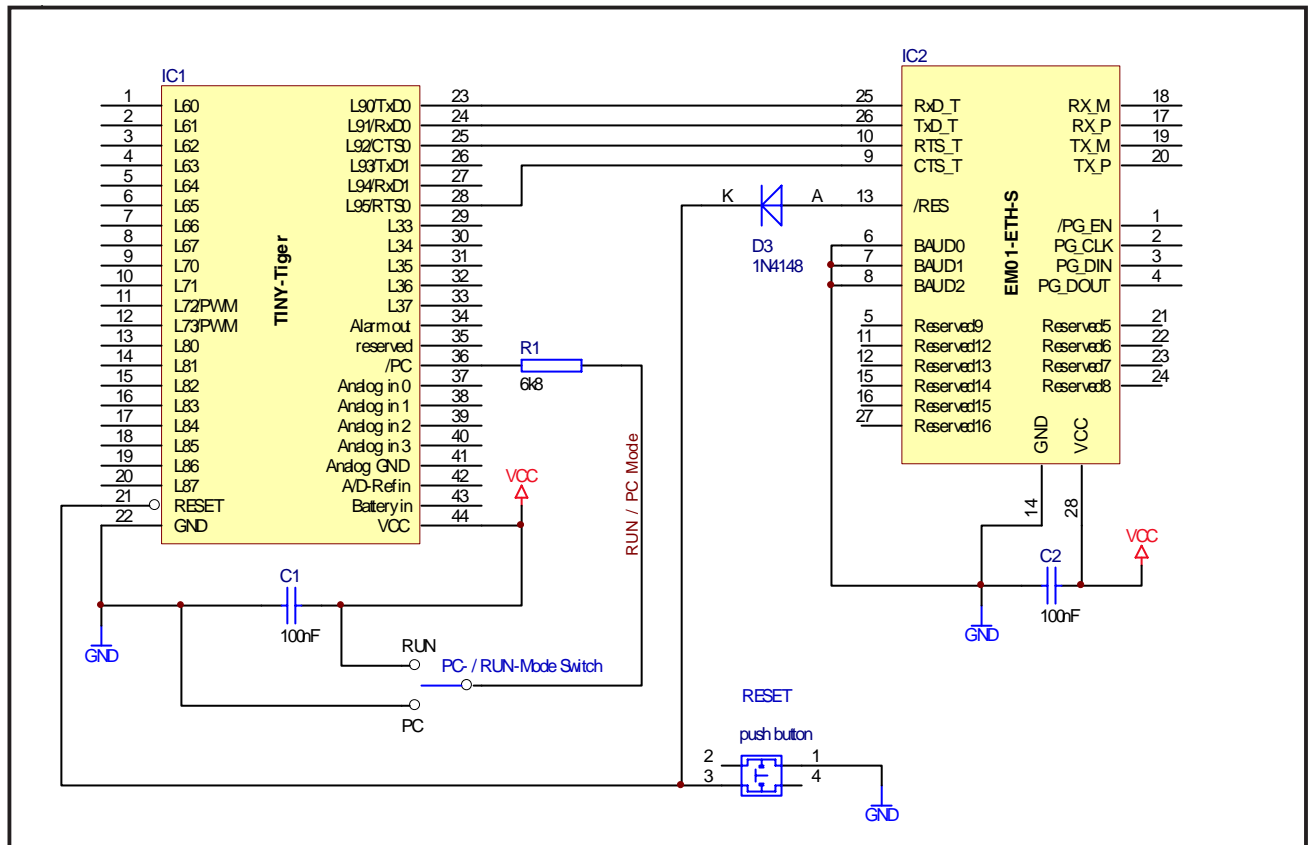 IC1
TINY-Tiger
1 L60
2 L61
3 L62
4 L63
5 L64
6 L65
7 L66
8 L67
9 L70
10 L71
11 L72/PWM
12 L73/PWM
13 L80
14 L81
15 L82
16 L83
17 L84
18 L85
19 L86
20 L87
21 RESET
22 GND
L90/TxD0 23
L91/RxD0 24
L92/CTS0 25
L93/TxD1 26
L94/RxD1 27
L95/RTS0 28
L33 29
L34 30
L35 31
L36 32
L37 33
Alarm out 34
reserved 35
/PC 36
Analog in 0 37
Analog in 1 38
Analog in 2 39
Analog in 3 40
Analog GND 41
A/D-Ref in 42
Battery in 43
VCC 44
R1
6k8
RUN / PC Mode
VCC
C1
100nF
GND
RUN
PC- / RUN-Mode Switch
PC
IC2
EM01-ETH-S
25 RxD_T
26 TxD_T
10 RTS_T
9 CTS_T
13 /RES
6 BAUD0
7 BAUD1
8 BAUD2
5 Reserved9
11 Reserved12
12 Reserved13
15 Reserved14
16 Reserved15
27 Reserved16
RX_M 18
RX_P 17
TX_M 19
TX_P 20
/PG_EN 1
PG_CLK 2
PG_DIN 3
PG_DOUT 4
Reserved5 21
Reserved6 22
Reserved7 23
Reserved8 24
GND
VCC
14
28
K
A
D3
1N4148
C2
100nF
VCC
GND
RESET
push button
2
3
1
4
GND